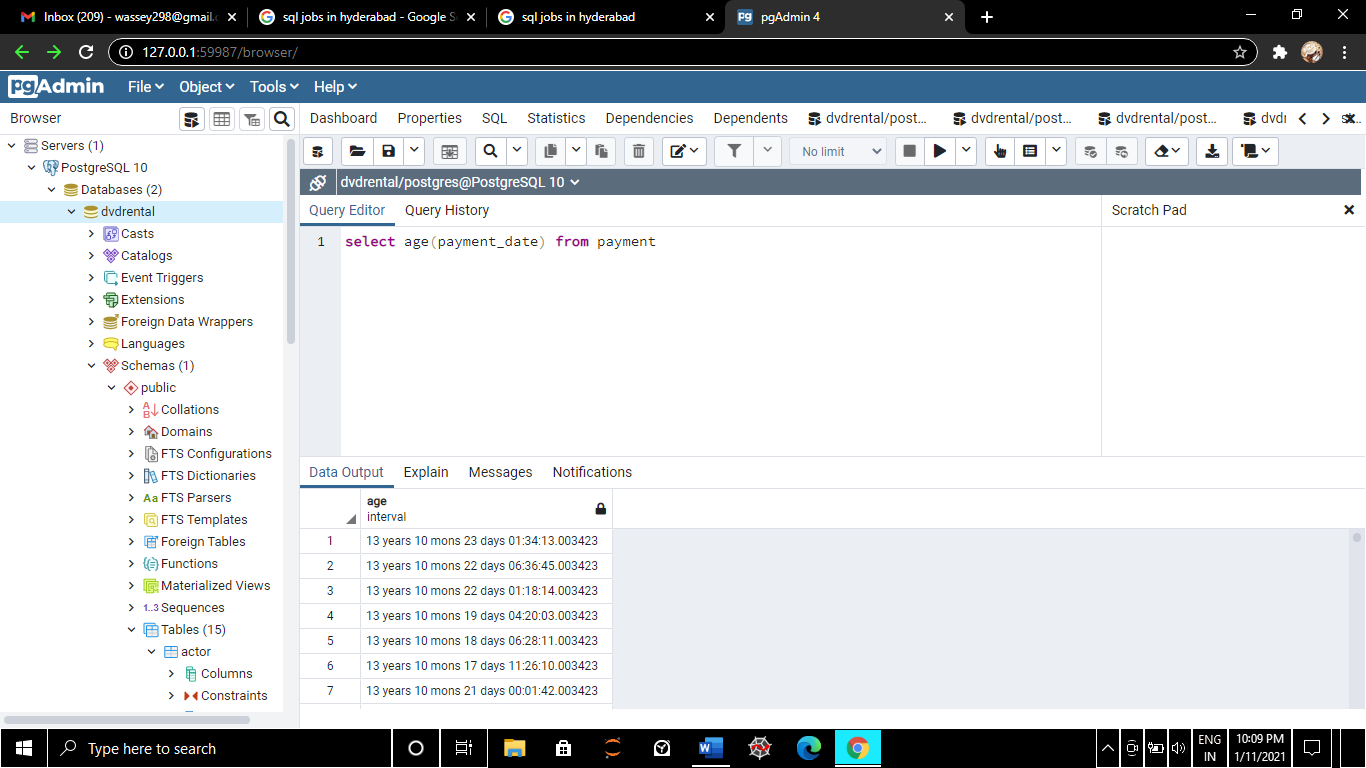 Inbox (209) - wassey298@gmail.c
sql jobs in hyderabad - Google S
sql jobs in hyderabad
pgAdmin 4
127.0.0.1:59987/browser/
pgAdmin
File
Object
Tools
Help
Browser
Dashboard
Properties
SQL
Statistics
Dependencies
Dependents
dvdrental/post...
dvdrental/post...
dvdrental/post...
Servers (1)
PostgreSQL 10
Databases (2)
dvdrental
Casts
Catalogs
Event Triggers
Extensions
Foreign Data Wrappers
Languages
Schemas (1)
public
Collations
Domains
FTS Configurations
FTS Dictionaries
Aa FTS Parsers
FTS Templates
Foreign Tables
Functions
Materialized Views
1..3 Sequences
Tables (15)
actor
Columns
Constraints
No limit
dvdrental/postgres@PostgreSQL 10
Query Editor
Query History
Scratch Pad
1 select age(payment_date) from payment
Data Output
Explain
Messages
Notifications
age
interval
1 13 years 10 mons 23 days 01:34:13.003423
2 13 years 10 mons 22 days 06:36:45.003423
3 13 years 10 mons 22 days 01:18:14.003423
4 13 years 10 mons 19 days 04:20:03.003423
5 13 years 10 mons 18 days 06:28:11.003423
6 13 years 10 mons 17 days 11:26:10.003423
7 13 years 10 mons 21 days 00:01:42.003423
Type here to search
ENG
IN
10:09 PM
1/11/2021